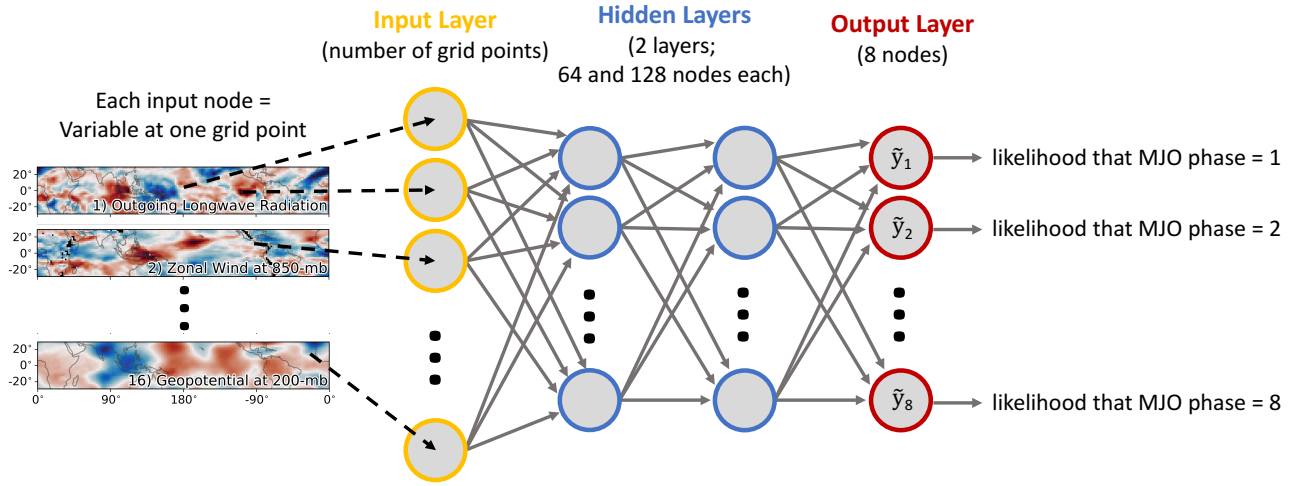 Input Layer
(number of grid points)
Hidden Layers
(2 layers;
64 and 128 nodes each)
Output Layer
(8 nodes)
Each input node =
Variable at one grid point
20°
0°
-20°
1) Outgoing Longwave Radiation
20°
0°
-20°
2) Zonal Wind at 850-mb
20°
0°
-20°
16) Geopotential at 200-mb
0° 90° 180° -90° 0°
ỹ₁
likelihood that MJO phase = 1
ỹ₂
likelihood that MJO phase = 2
ỹ₈
likelihood that MJO phase = 8